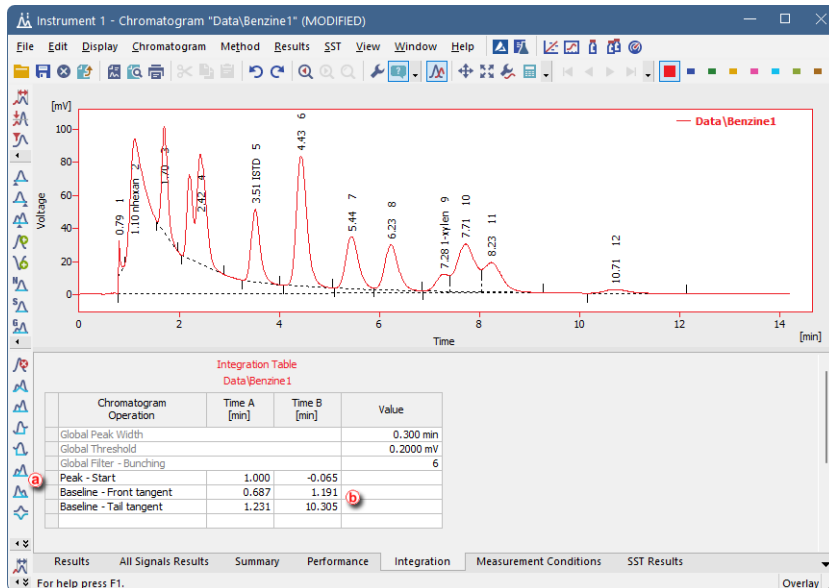 Instrument 1 - Chromatogram "Data\Benzine1" (MODIFIED)
File Edit Display Chromatogram Method Results SST View Window Help
[mV]
Data\Benzine1
100
80
60
40
20
0
Voltage
0.79 1
1.10 nhexan 2
1.70 3
2.42 4
3.51 ISTD 5
4.43 6
5.44 7
6.23 8
7.28 1-xylen 9
7.71 10
8.23 11
10.71 12
0 2 4 6 8 10 12 14
Time
[min]
Integration Table
Data\Benzine1
Chromatogram Operation Time A [min] Time B [min] Value
Global Peak Width 0.300 min
Global Threshold 0.2000 mV
Global Filter - Bunching 6
Peak - Start 1.000 -0.065
Baseline - Front tangent 0.687 1.191
Baseline - Tail tangent 1.231 10.305
a
b
Results All Signals Results Summary Performance Integration Measurement Conditions SST Results
For help press F1.
Overlay